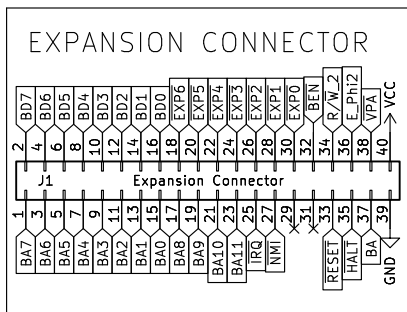 EXPANSION CONNECTOR
BD7 BD6 BD5 BD4 BD3 BD2 BD1 BD0 EXP6 EXP5 EXP4 EXP3 EXP2 EXP1 EXP0 BEN R/W_2 E_Phi2 VPA VCC
2 4 6 8 10 12 14 16 18 20 22 24 26 28 30 32 34 36 38 40
J1 Expansion Connector
1 3 5 7 9 11 13 15 17 19 21 23 25 27 29 31 33 35 37 39
BA7 BA6 BA5 BA4 BA3 BA2 BA1 BA0 BA8 BA9 BA10 BA11 IRQ NMI RESET HALT BA GND